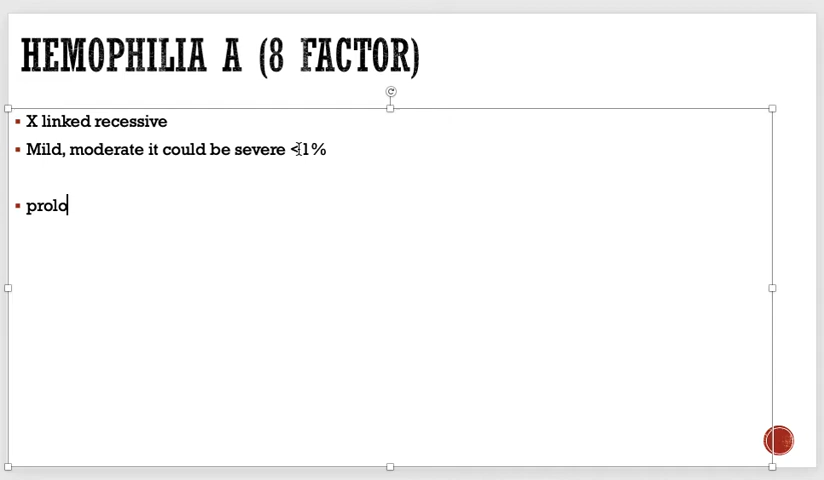 HEMOPHILIA A (8 FACTOR)
X linked recessive
Mild, moderate it could be severe <1%
prolo